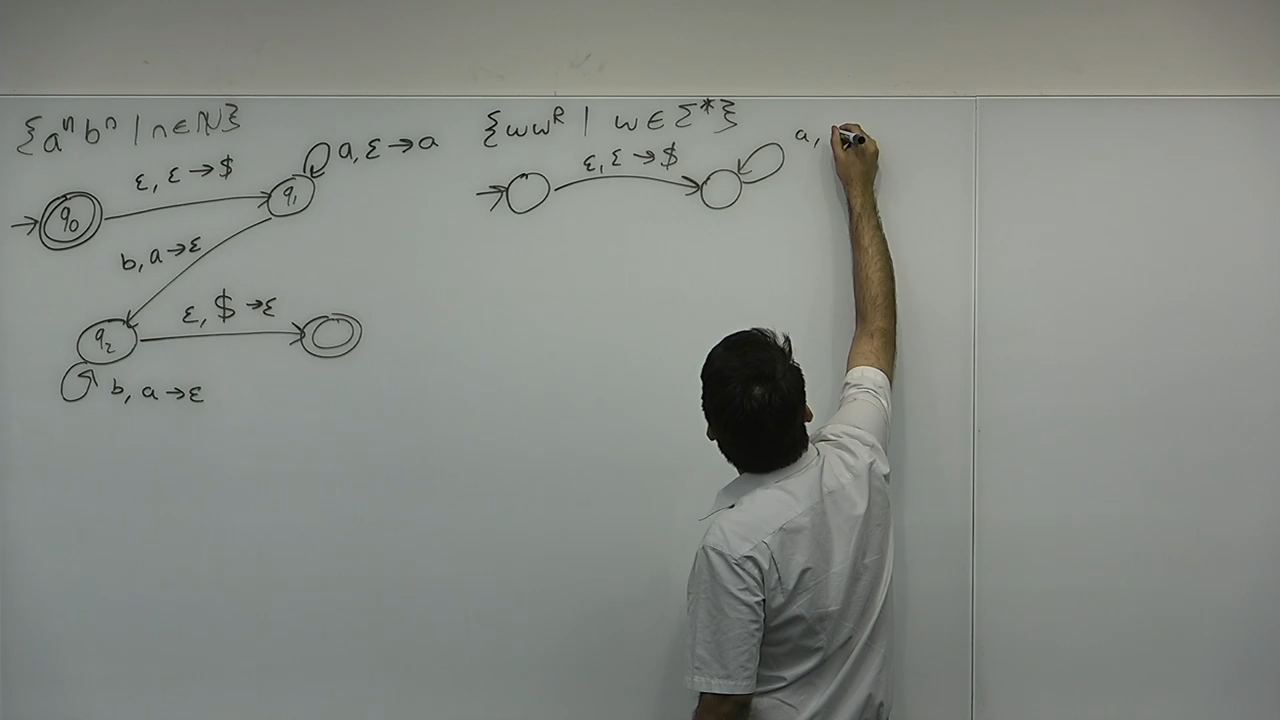 {aⁿbⁿ | n∈ℕ}
ε, ε→$
a, ε→a
q₀
q₁
b, a→ε
q₂
ε, $→ε
b, a→ε
{wwᴿ | w∈Σ*}
ε, ε→$
a,